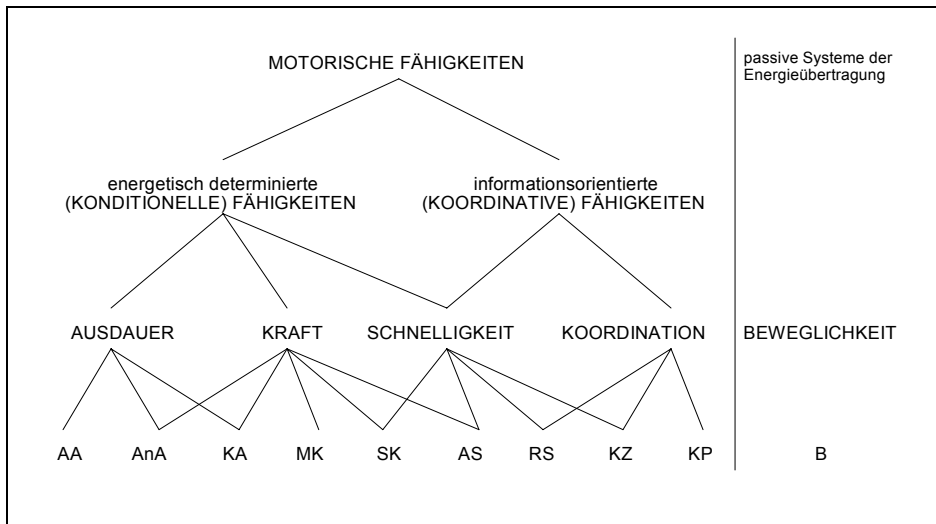 MOTORISCHE FÄHIGKEITEN
passive Systeme der
Energieübertragung
energetisch determinierte
(KONDITIONELLE) FÄHIGKEITEN
informationsorientierte
(KOORDINATIVE) FÄHIGKEITEN
AUSDAUER KRAFT SCHNELLIGKEIT KOORDINATION BEWEGLICHKEIT
AA AnA KA MK SK AS RS KZ KP B